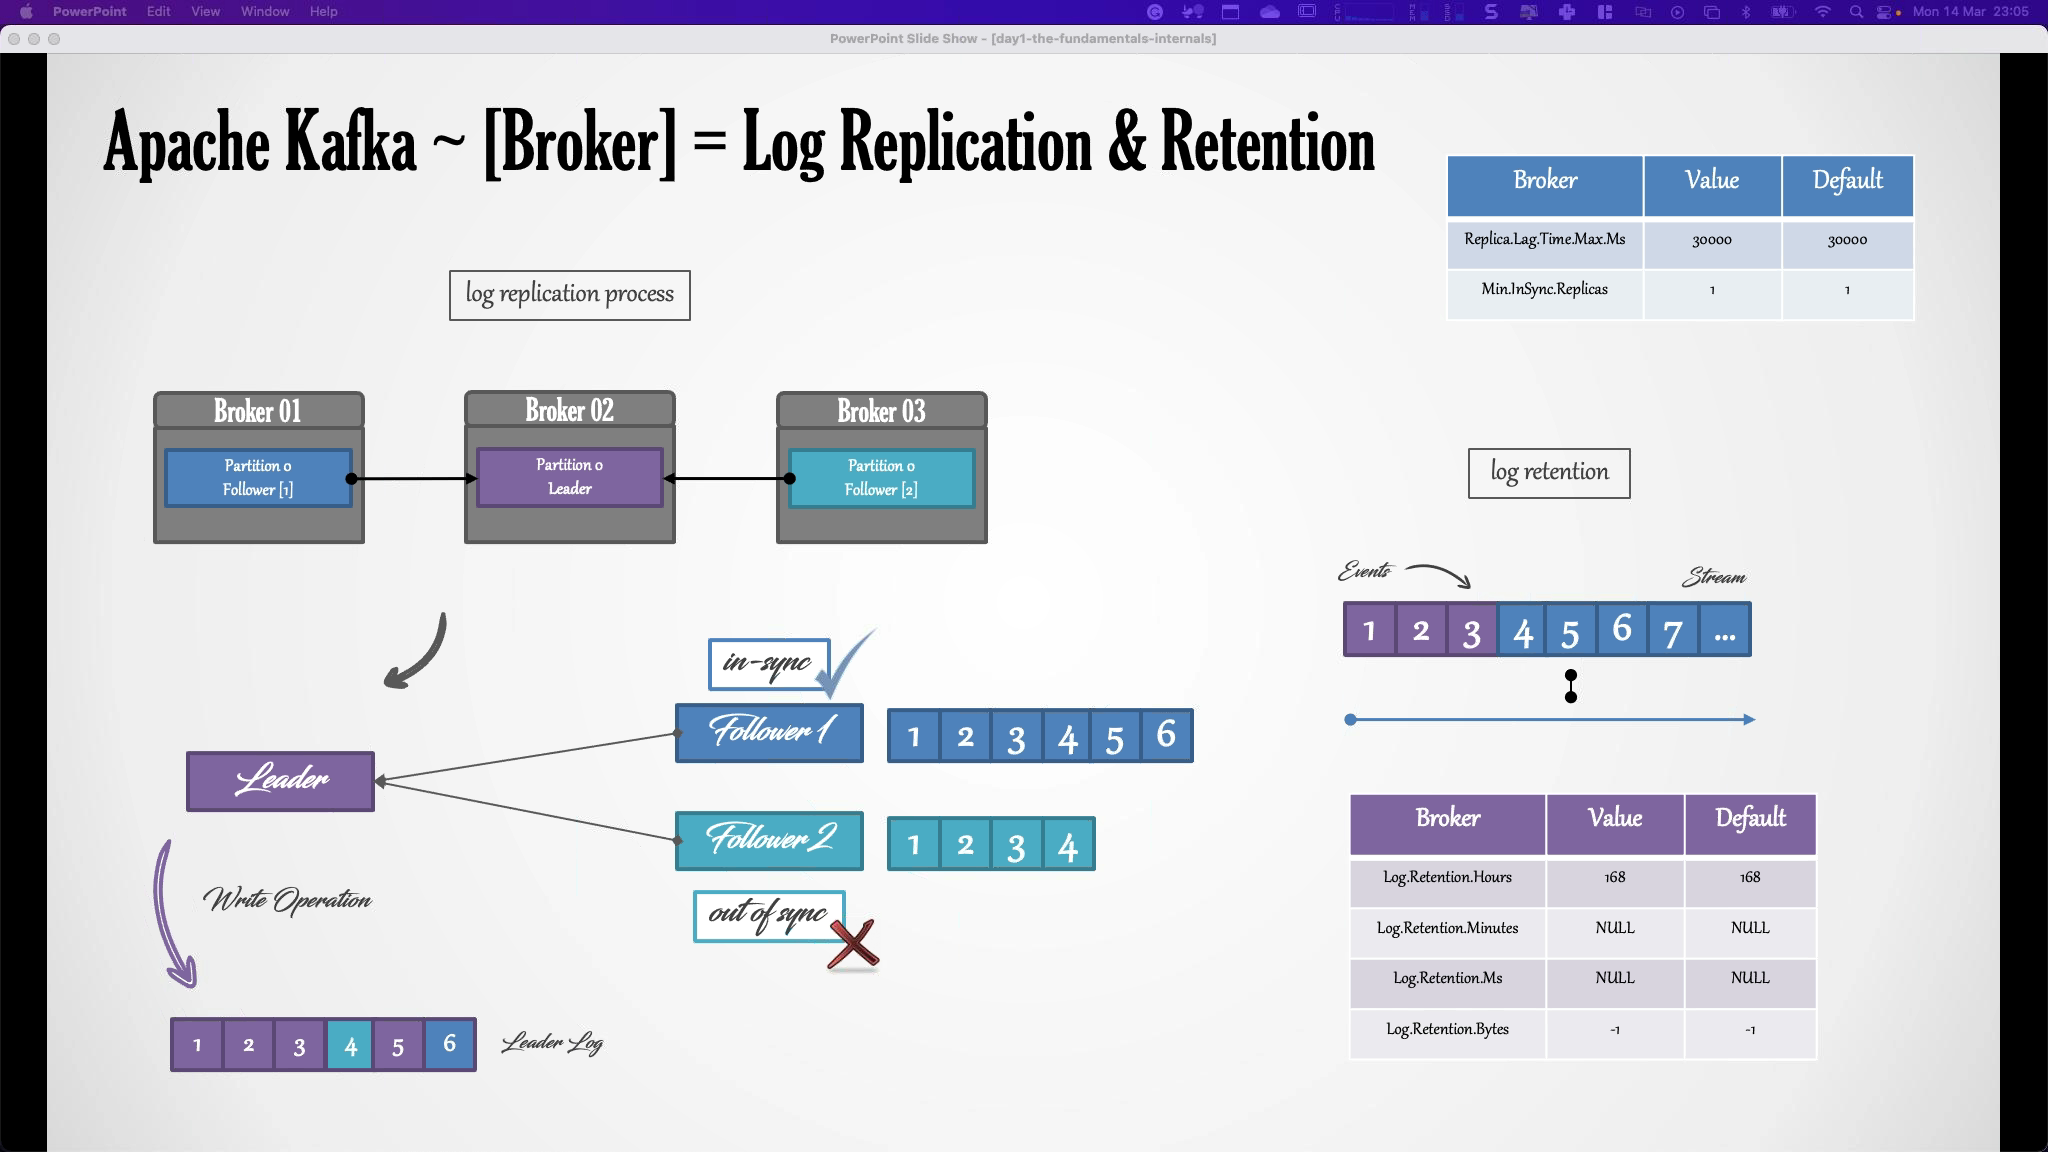 PowerPoint Edit View Window Help
Mon 14 Mar 23:05
PowerPoint Slide Show - [day1-the-fundamentals-internals]
Apache Kafka ~ [Broker] = Log Replication & Retention
Broker Value Default
Replica.Lag.Time.Max.Ms 30000 30000
Min.InSync.Replicas 1 1
log replication process
Broker 01
Partition 0
Follower [1]
Broker 02
Partition 0
Leader
Broker 03
Partition 0
Follower [2]
in-sync
Follower 1
1 2 3 4 5 6
Leader
Follower 2
1 2 3 4
out of sync
Write Operation
1 2 3 4 5 6
Leader Log
log retention
Events
Stream
1 2 3 4 5 6 7 ...
Broker Value Default
Log.Retention.Hours 168 168
Log.Retention.Minutes NULL NULL
Log.Retention.Ms NULL NULL
Log.Retention.Bytes -1 -1